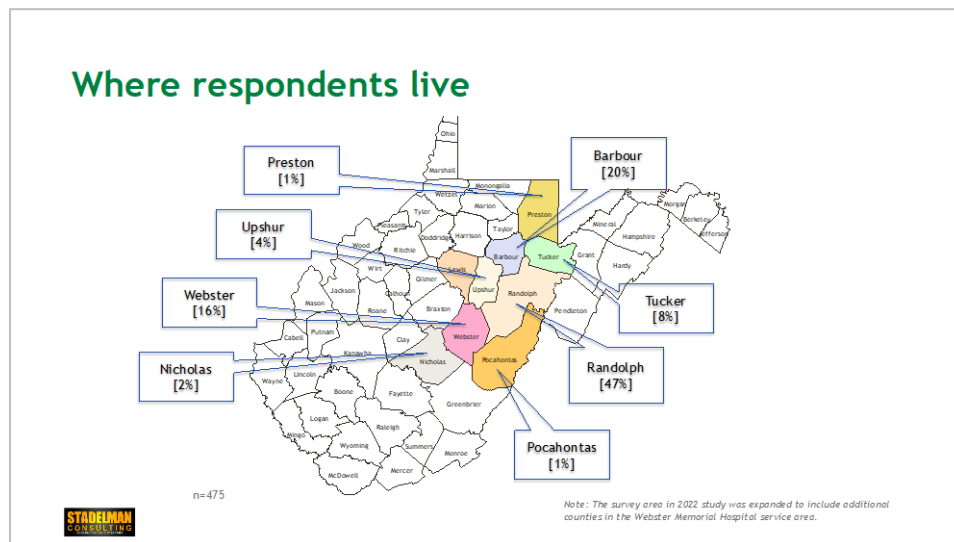 Where respondents live
Ohio
Marshall
Preston
[1%]
Barbour
[20%]
Monongalia
Wetzel
Marion
Preston
Morgan
Berkeley
Jefferson
Tyler
Taylor
Mineral
Hampshire
Upshur
[4%]
Pleasants
Doddridge
Harrison
Wood
Ritchie
Barbour
Tucker
Grant
Hardy
Lewis
Wirt
Gilmer
Upshur
Randolph
Webster
[16%]
Jackson
Calhoun
Mason
Roane
Braxton
Pendleton
Tucker
[8%]
Putnam
Cabell
Clay
Webster
Kanawha
Nicholas
Pocahontas
Nicholas
[2%]
Randolph
[47%]
Wayne
Lincoln
Boone
Fayette
Greenbrier
Logan
Raleigh
Mingo
Wyoming
Summers
Monroe
Pocahontas
[1%]
McDowell
Mercer
n=475
Note: The survey area in 2022 study was expanded to include additional
counties in the Webster Memorial Hospital service area.
STADELMAN
CONSULTING